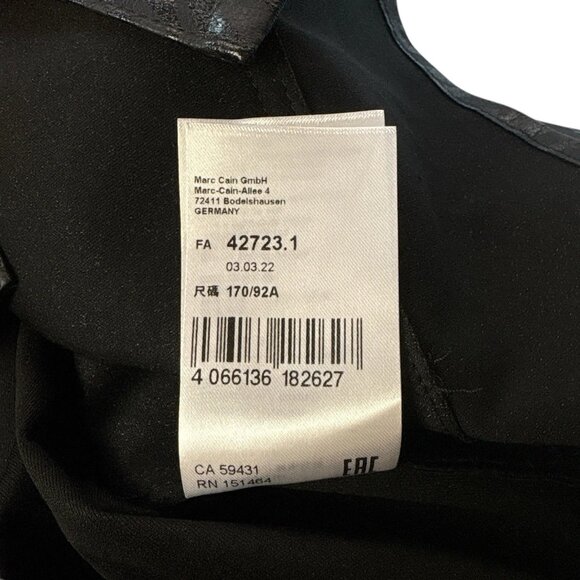 Marc Cain GmbH
Marc-Cain-Allee 4
72411 Bodelshausen
GERMANY
FA 42723.1
03.03.22
尺碼 170/92A
4 066136 182627
CA 59431
RN 151464
EAC